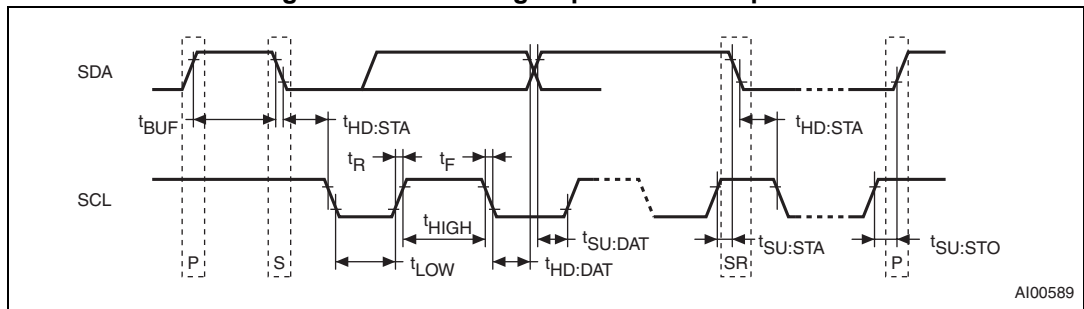 SDA
tBUF
tHD:STA
tHD:STA
tR
tF
SCL
tHIGH
tSU:DAT
tSU:STA
tSU:STO
P
S
tLOW
tHD:DAT
SR
P
AI00589